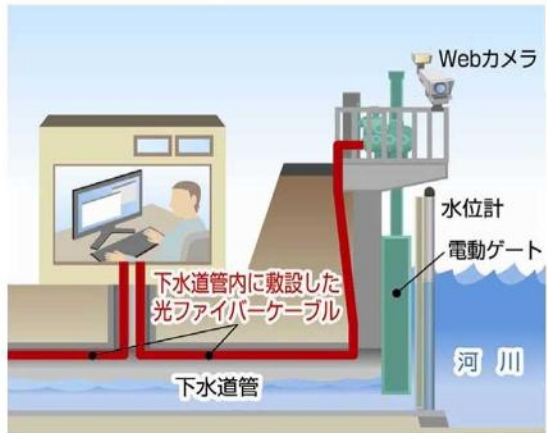 Webカメラ
水位計
電動ゲート
下水道管内に敷設した
光ファイバーケーブル
河川
下水道管